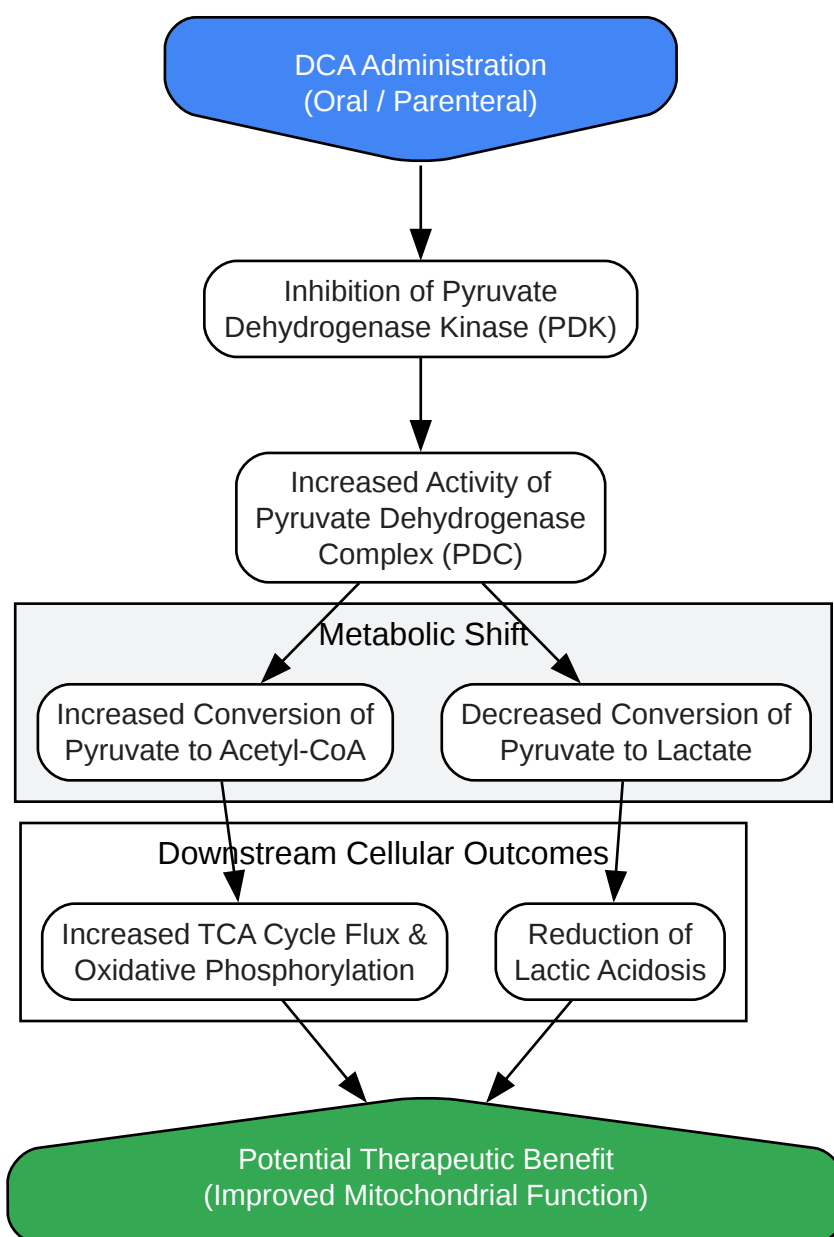 DCA Administration
(Oral / Parenteral)
Inhibition of Pyruvate
Dehydrogenase Kinase (PDK)
Increased Activity of
Pyruvate Dehydrogenase
Complex (PDC)
Metabolic Shift
Increased Conversion of
Pyruvate to Acetyl-CoA
Decreased Conversion of
Pyruvate to Lactate
Downstream Cellular Outcomes
Increased TCA Cycle Flux &
Oxidative Phosphorylation
Reduction of
Lactic Acidosis
Potential Therapeutic Benefit
(Improved Mitochondrial Function)